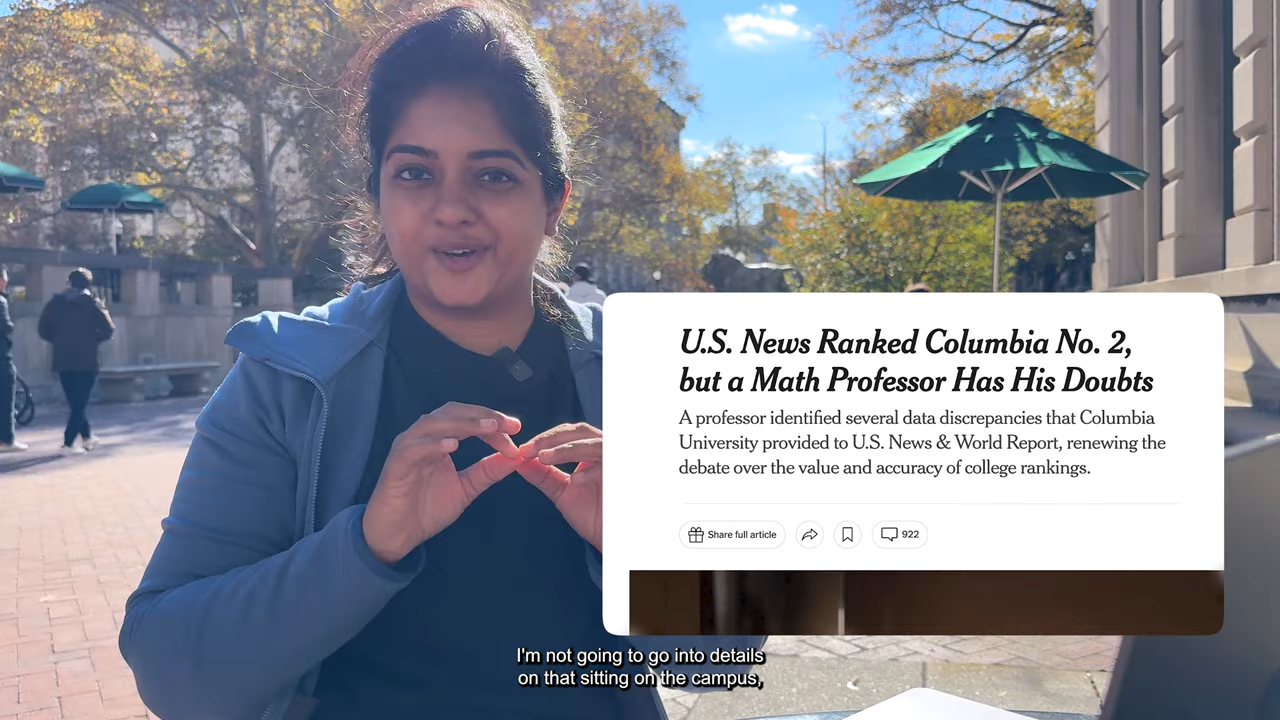 U.S. News Ranked Columbia No. 2,
but a Math Professor Has His Doubts
A professor identified several data discrepancies that Columbia
University provided to U.S. News & World Report, renewing the
debate over the value and accuracy of college rankings.
Share full article
922
I'm not going to go into details
on that sitting on the campus,